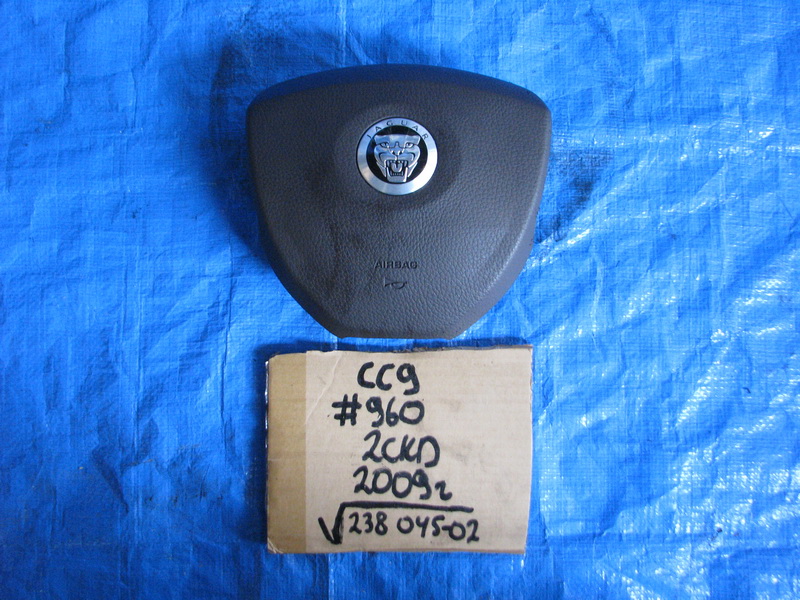 JAGUAR
AIRBAG
CC9
#960
2CKD
2009г
√238 045-02